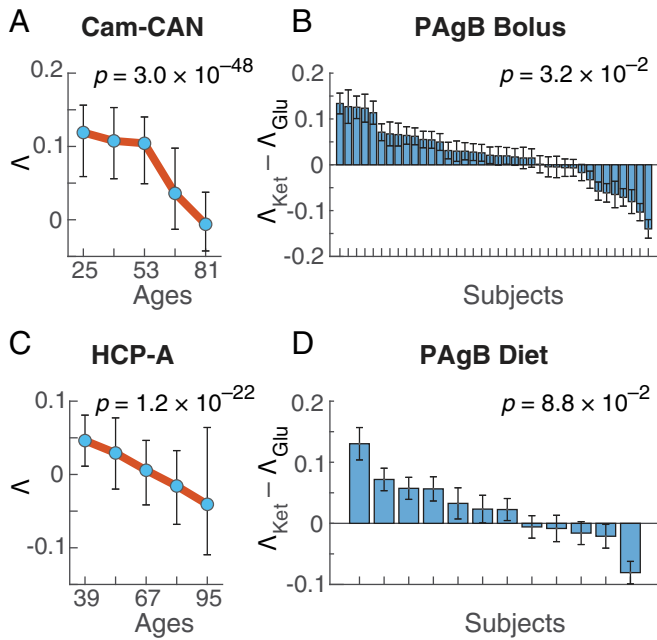 A
Cam-CAN
p = 3.0 × 10⁻⁴⁸
0.2
0.1
0
Λ
25
53
81
Ages
B
PAgB Bolus
p = 3.2 × 10⁻²
0.2
0.1
0
-0.1
-0.2
Λ_Ket − Λ_Glu
Subjects
C
HCP-A
p = 1.2 × 10⁻²²
0.1
0
-0.1
Λ
39
67
95
Ages
D
PAgB Diet
p = 8.8 × 10⁻²
0.2
0.1
0
-0.1
Λ_Ket − Λ_Glu
Subjects